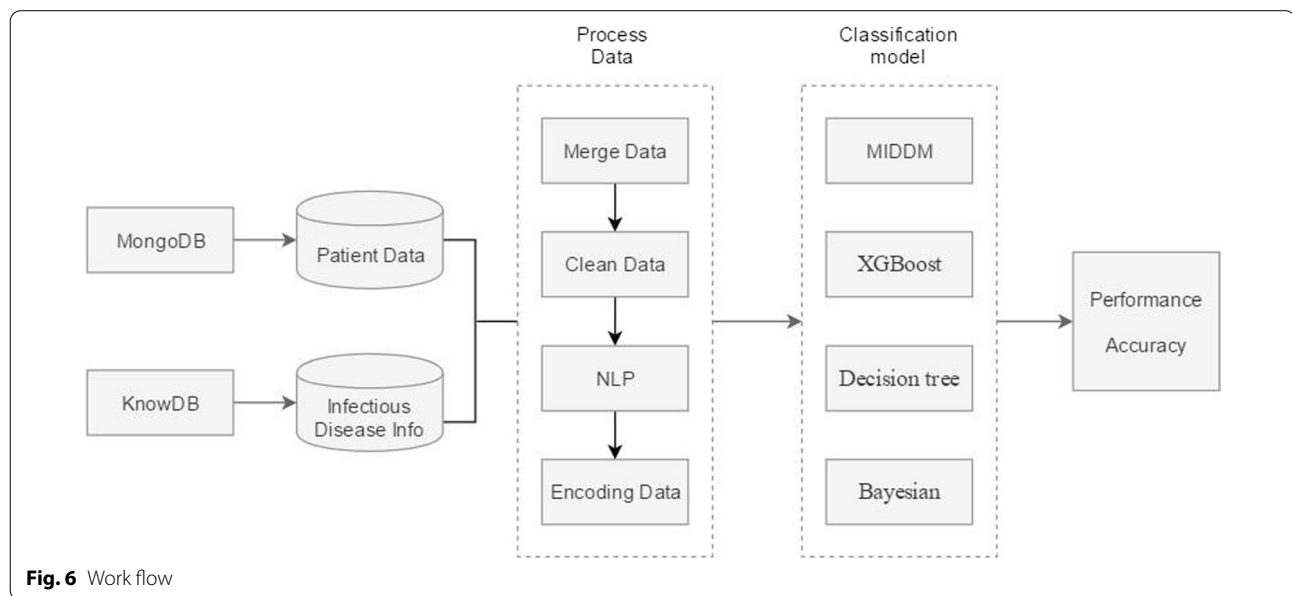 Process
Data
Classification
model
MongoDB
Patient Data
KnowDB
Infectious
Disease Info
Merge Data
Clean Data
NLP
Encoding Data
MIDDM
XGBoost
Decision tree
Bayesian
Performance
Accuracy
Fig. 6 Work flow